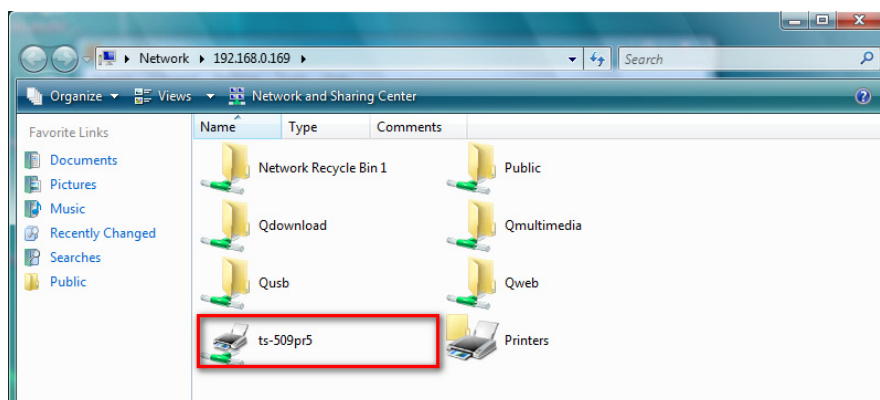 Network 192.168.0.169 Search
Organize Views Network and Sharing Center
Favorite Links
Documents
Pictures
Music
Recently Changed
Searches
Public
Name Type Comments
Network Recycle Bin 1 Public
Qdownload Qmultimedia
Qusb Qweb
ts-509pr5 Printers